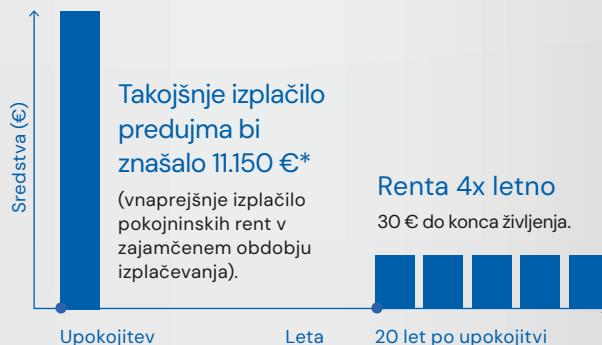 Sredstva (€)
Takojšnje izplačilo
predujma bi
znašalo 11.150 €*
(vnaprejšnje izplačilo
pokojninskih rent v
zajamčenem obdobju
izplačevanja).
Renta 4x letno
30 € do konca življenja.
Upokojitev
Leta
20 let po upokojitvi